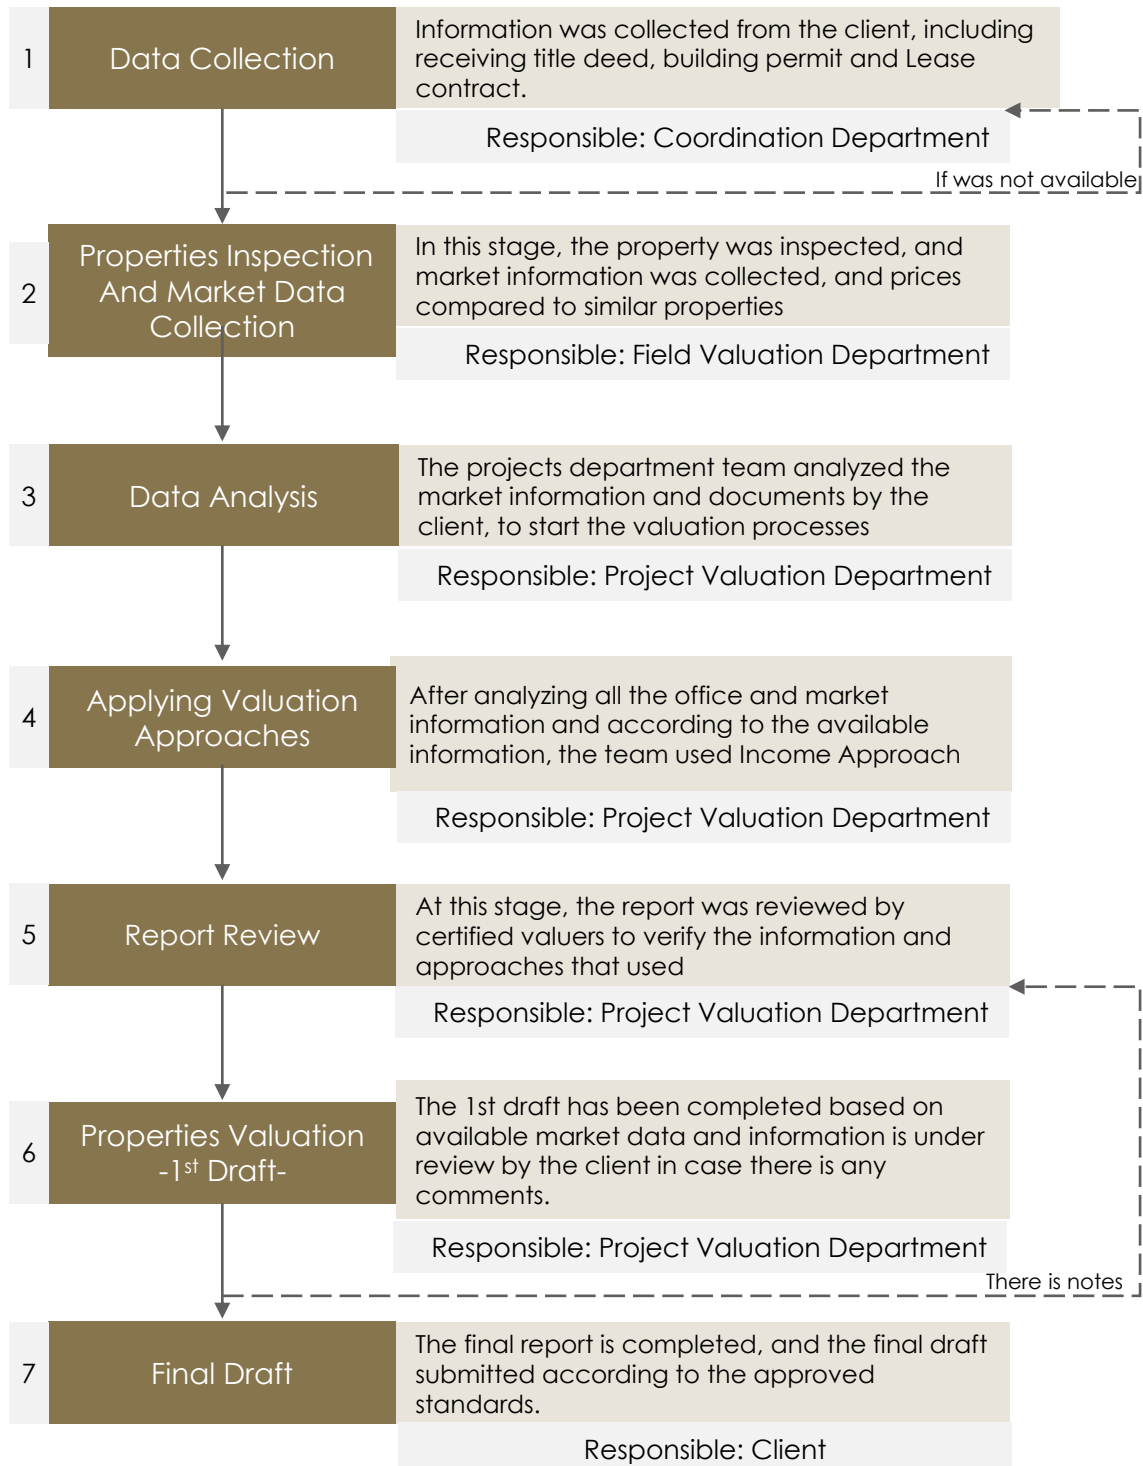 1
Data Collection
Information was collected from the client, including
receiving title deed, building permit and Lease
contract.
Responsible: Coordination Department
If was not available
2
Properties Inspection
And Market Data
Collection
In this stage, the property was inspected, and
market information was collected, and prices
compared to similar properties
Responsible: Field Valuation Department
3
Data Analysis
The projects department team analyzed the
market information and documents by the
client, to start the valuation processes
Responsible: Project Valuation Department
4
Applying Valuation
Approaches
After analyzing all the office and market
information and according to the available
information, the team used Income Approach
Responsible: Project Valuation Department
5
Report Review
At this stage, the report was reviewed by
certified valuers to verify the information and
approaches that used
Responsible: Project Valuation Department
6
Properties Valuation
-1st Draft-
The 1st draft has been completed based on
available market data and information is under
review by the client in case there is any
comments.
Responsible: Project Valuation Department
There is notes
7
Final Draft
The final report is completed, and the final draft
submitted according to the approved
standards.
Responsible: Client